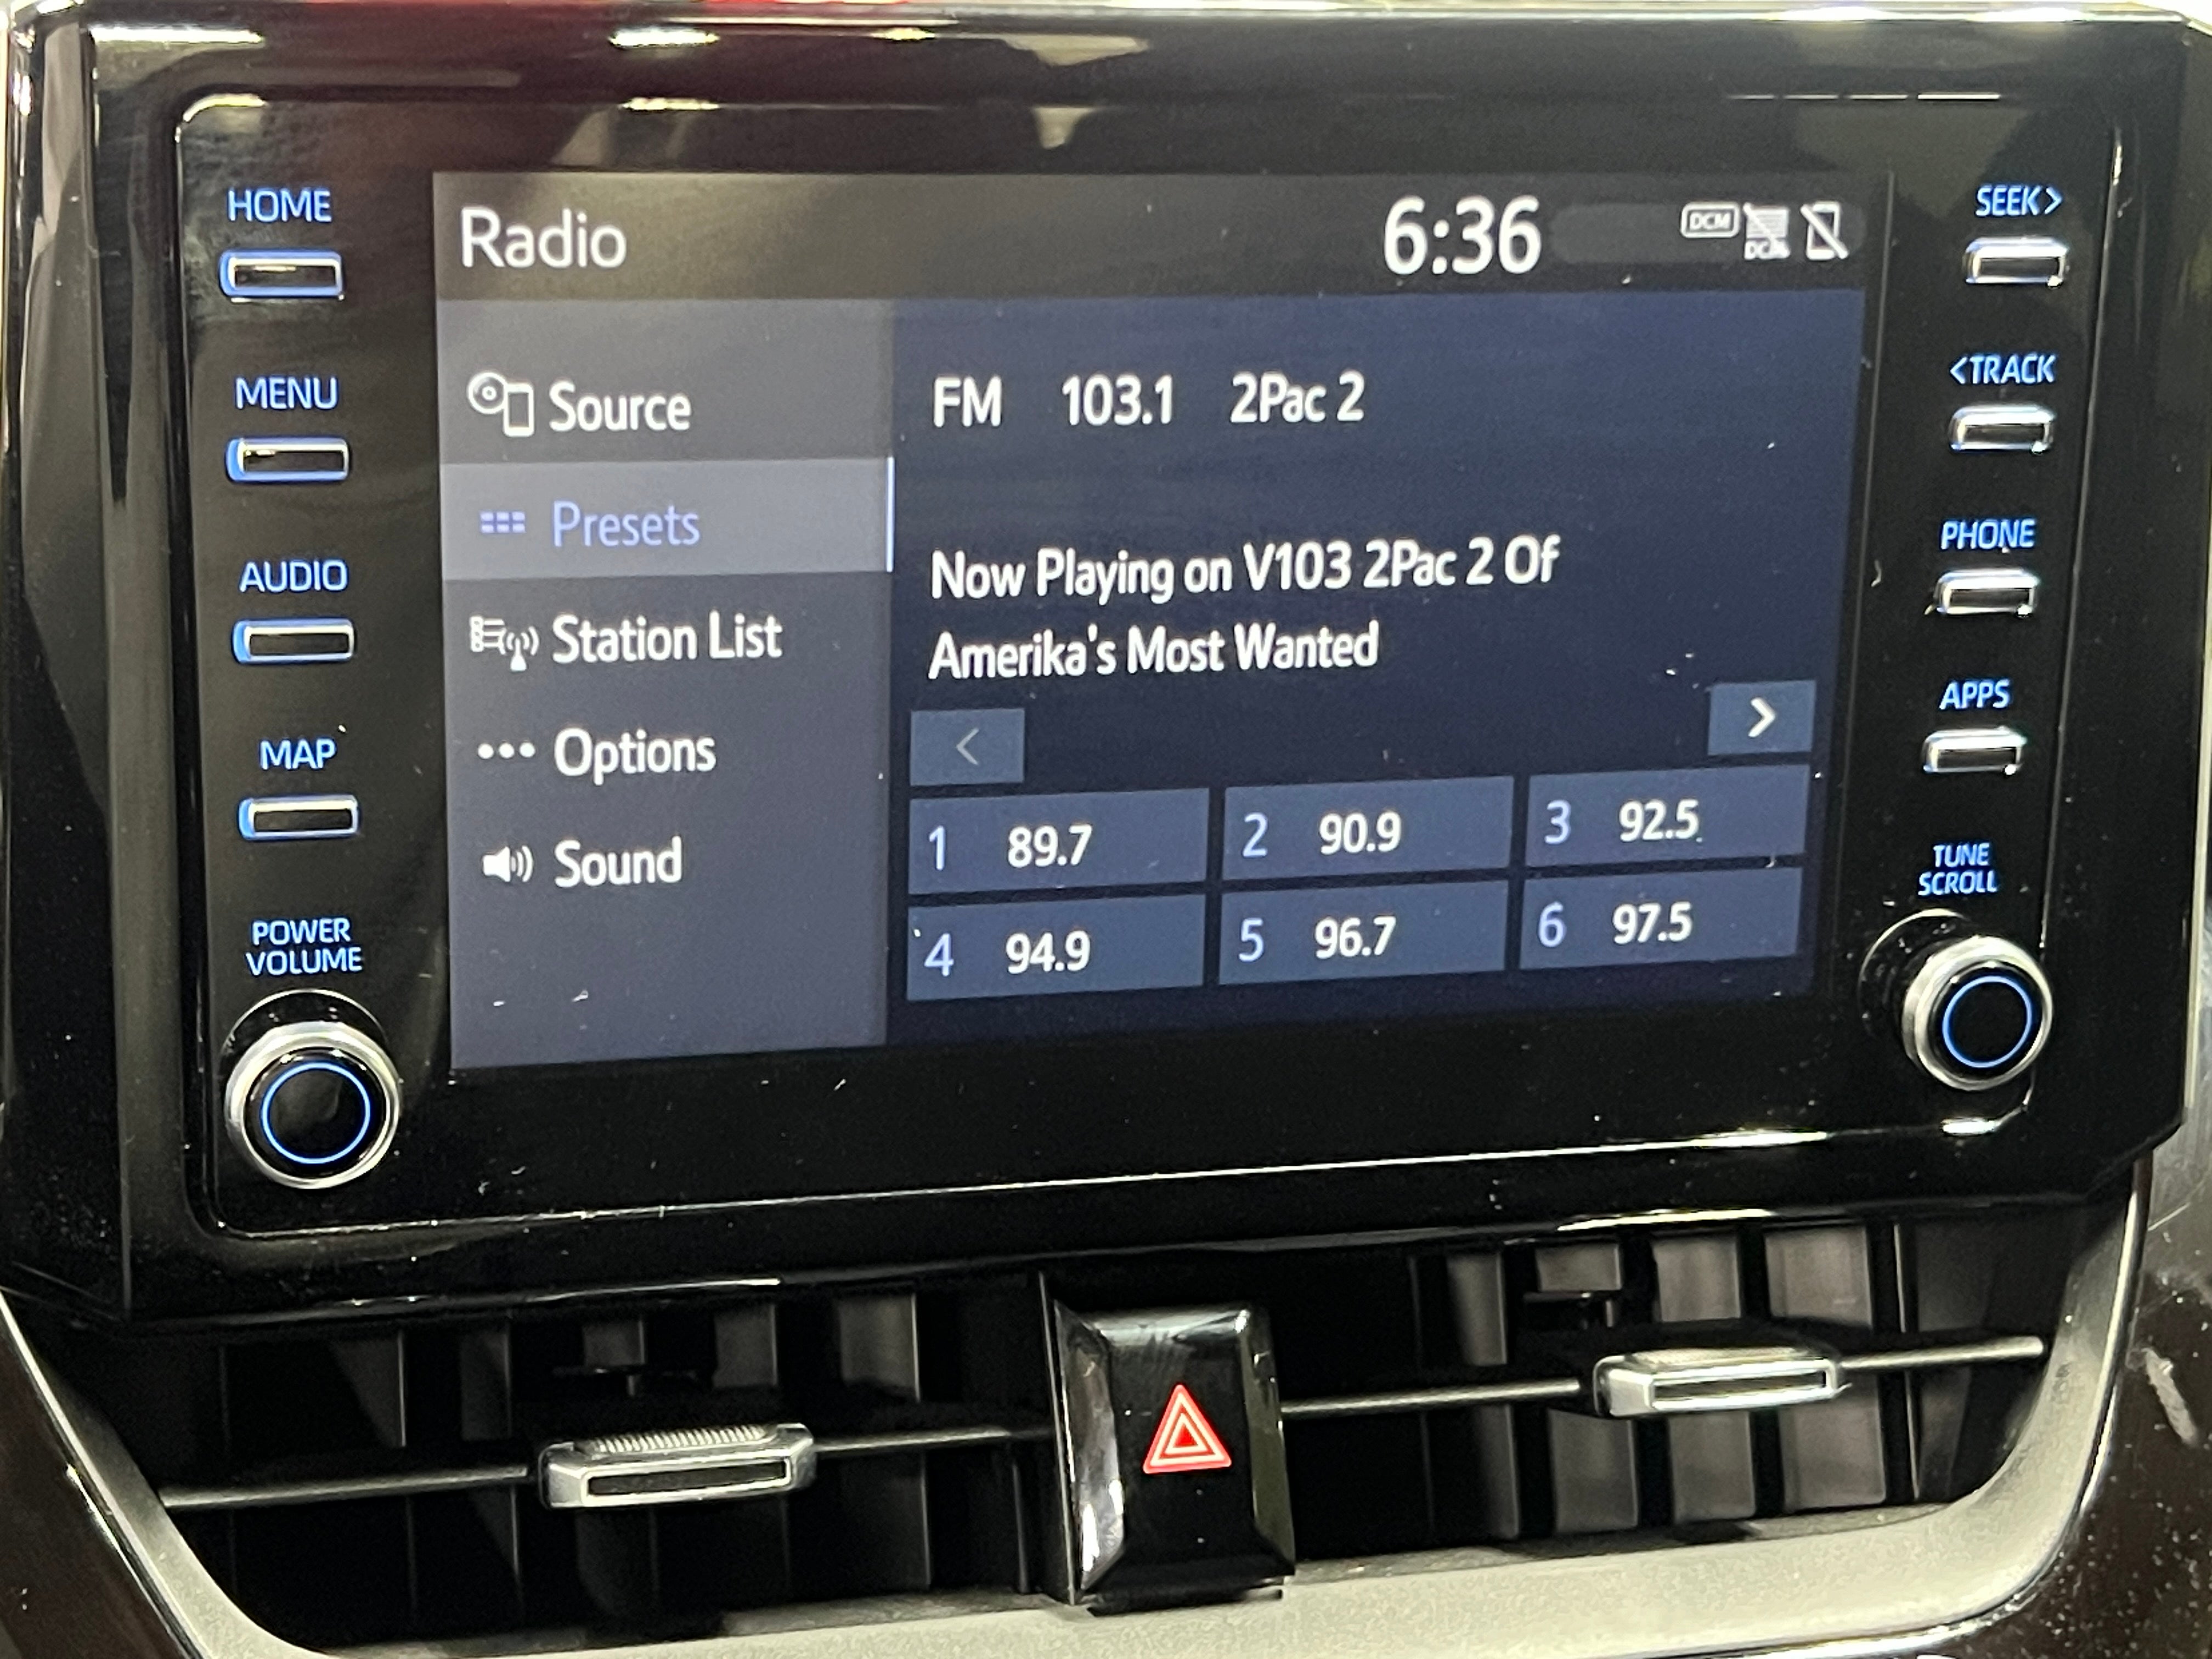 HOME
MENU
AUDIO
MAP
POWER
VOLUME
Radio
6:36
DCM
DCM
Source
Presets
Station List
Options
Sound
FM 103.1 2Pac 2
Now Playing on V103 2Pac 2 Of
Amerika's Most Wanted
<
>
1 89.7
2 90.9
3 92.5
4 94.9
5 96.7
6 97.5
SEEK>
<TRACK
PHONE
APPS
TUNE
SCROLL